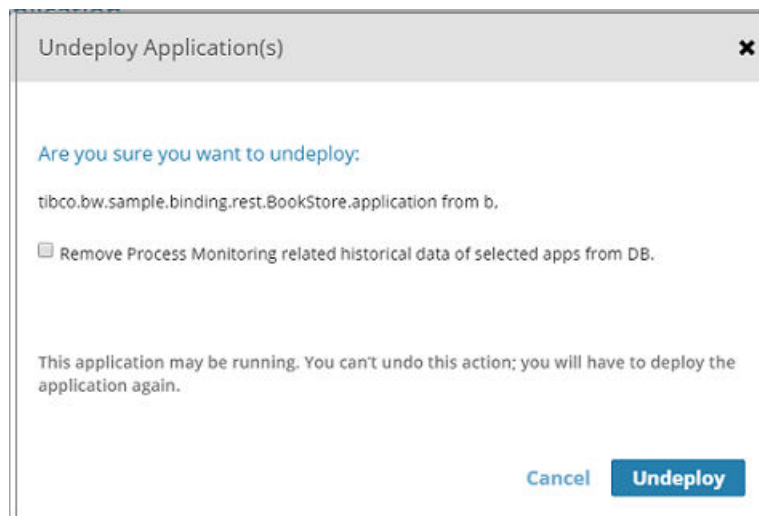 Undeploy Application(s)
Are you sure you want to undeploy:
tibco.bw.sample.binding.rest.BookStore.application from b.
Remove Process Monitoring related historical data of selected apps from DB.
This application may be running. You can't undo this action; you will have to deploy the
application again.
Cancel Undeploy